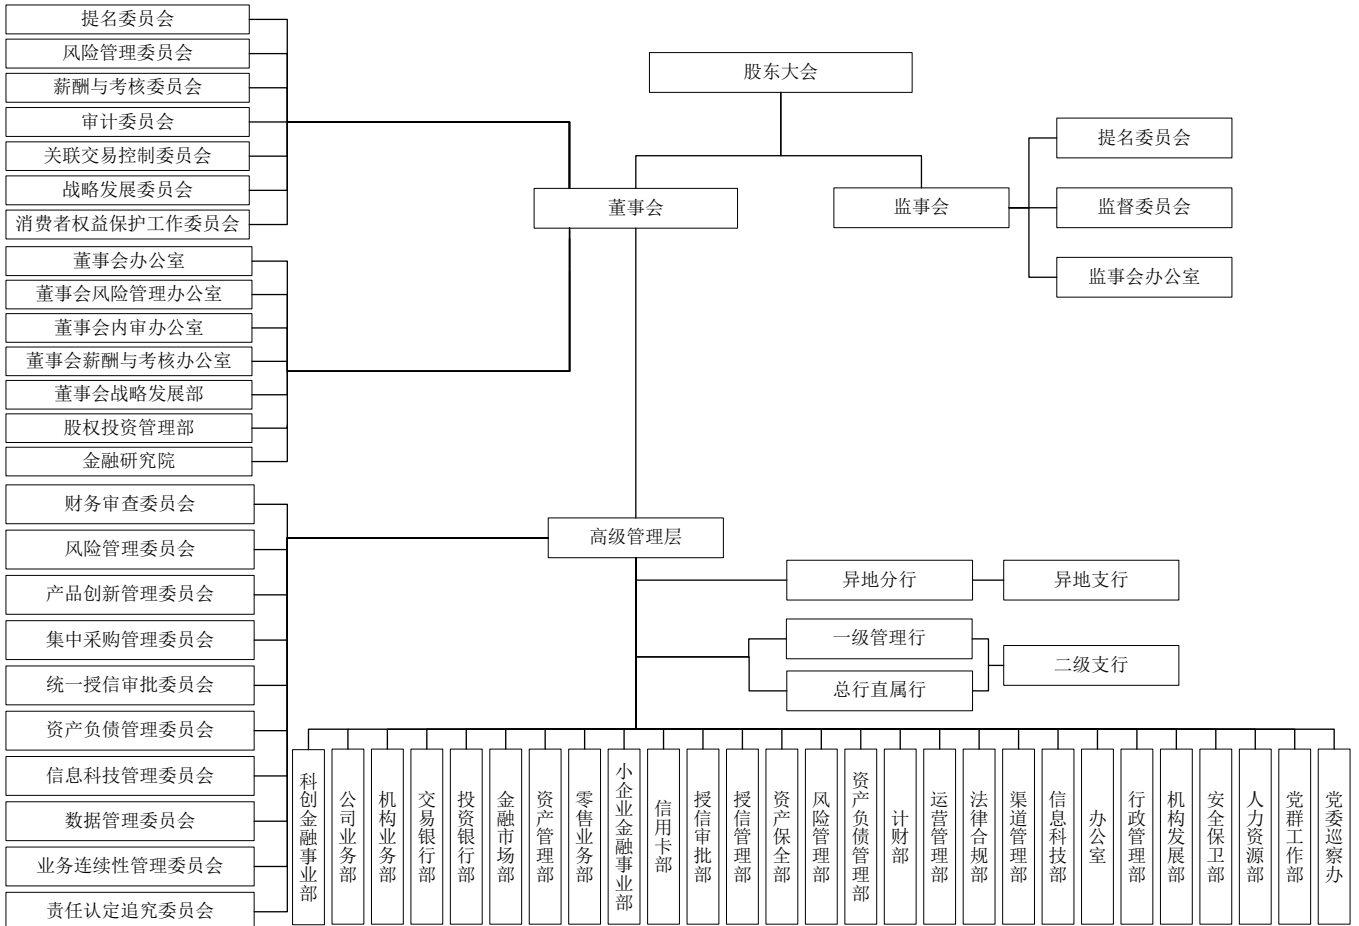 股东大会
董事会
监事会
提名委员会
监督委员会
监事会办公室
提名委员会
风险管理委员会
薪酬与考核委员会
审计委员会
关联交易控制委员会
战略发展委员会
消费者权益保护工作委员会
董事会办公室
董事会风险管理办公室
董事会内审办公室
董事会薪酬与考核办公室
董事会战略发展部
股权投资管理部
金融研究院
高级管理层
财务审查委员会
风险管理委员会
产品创新管理委员会
集中采购管理委员会
统一授信审批委员会
资产负债管理委员会
信息科技管理委员会
数据管理委员会
业务连续性管理委员会
责任认定追究委员会
异地分行
异地支行
一级管理行
总行直属行
二级支行
科创金融事业部
公司业务部
机构业务部
交易银行部
投资银行部
金融市场部
资产管理部
零售业务部
小企业金融事业部
信用卡部
授信审批部
授信管理部
资产保全部
风险管理部
资产负债管理部
计财部
运营管理部
法律合规部
渠道管理部
信息科技部
办公室
行政管理部
机构发展部
安全保卫部
人力资源部
党群工作部
党委巡察办